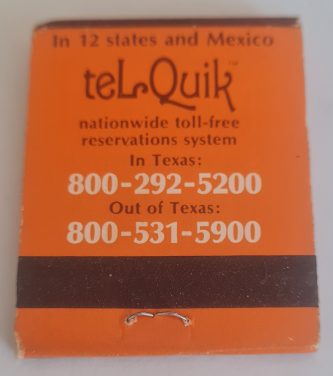 In 12 states and Mexico
teLQuik™
nationwide toll-free
reservations system
In Texas:
800-292-5200
Out of Texas:
800-531-5900